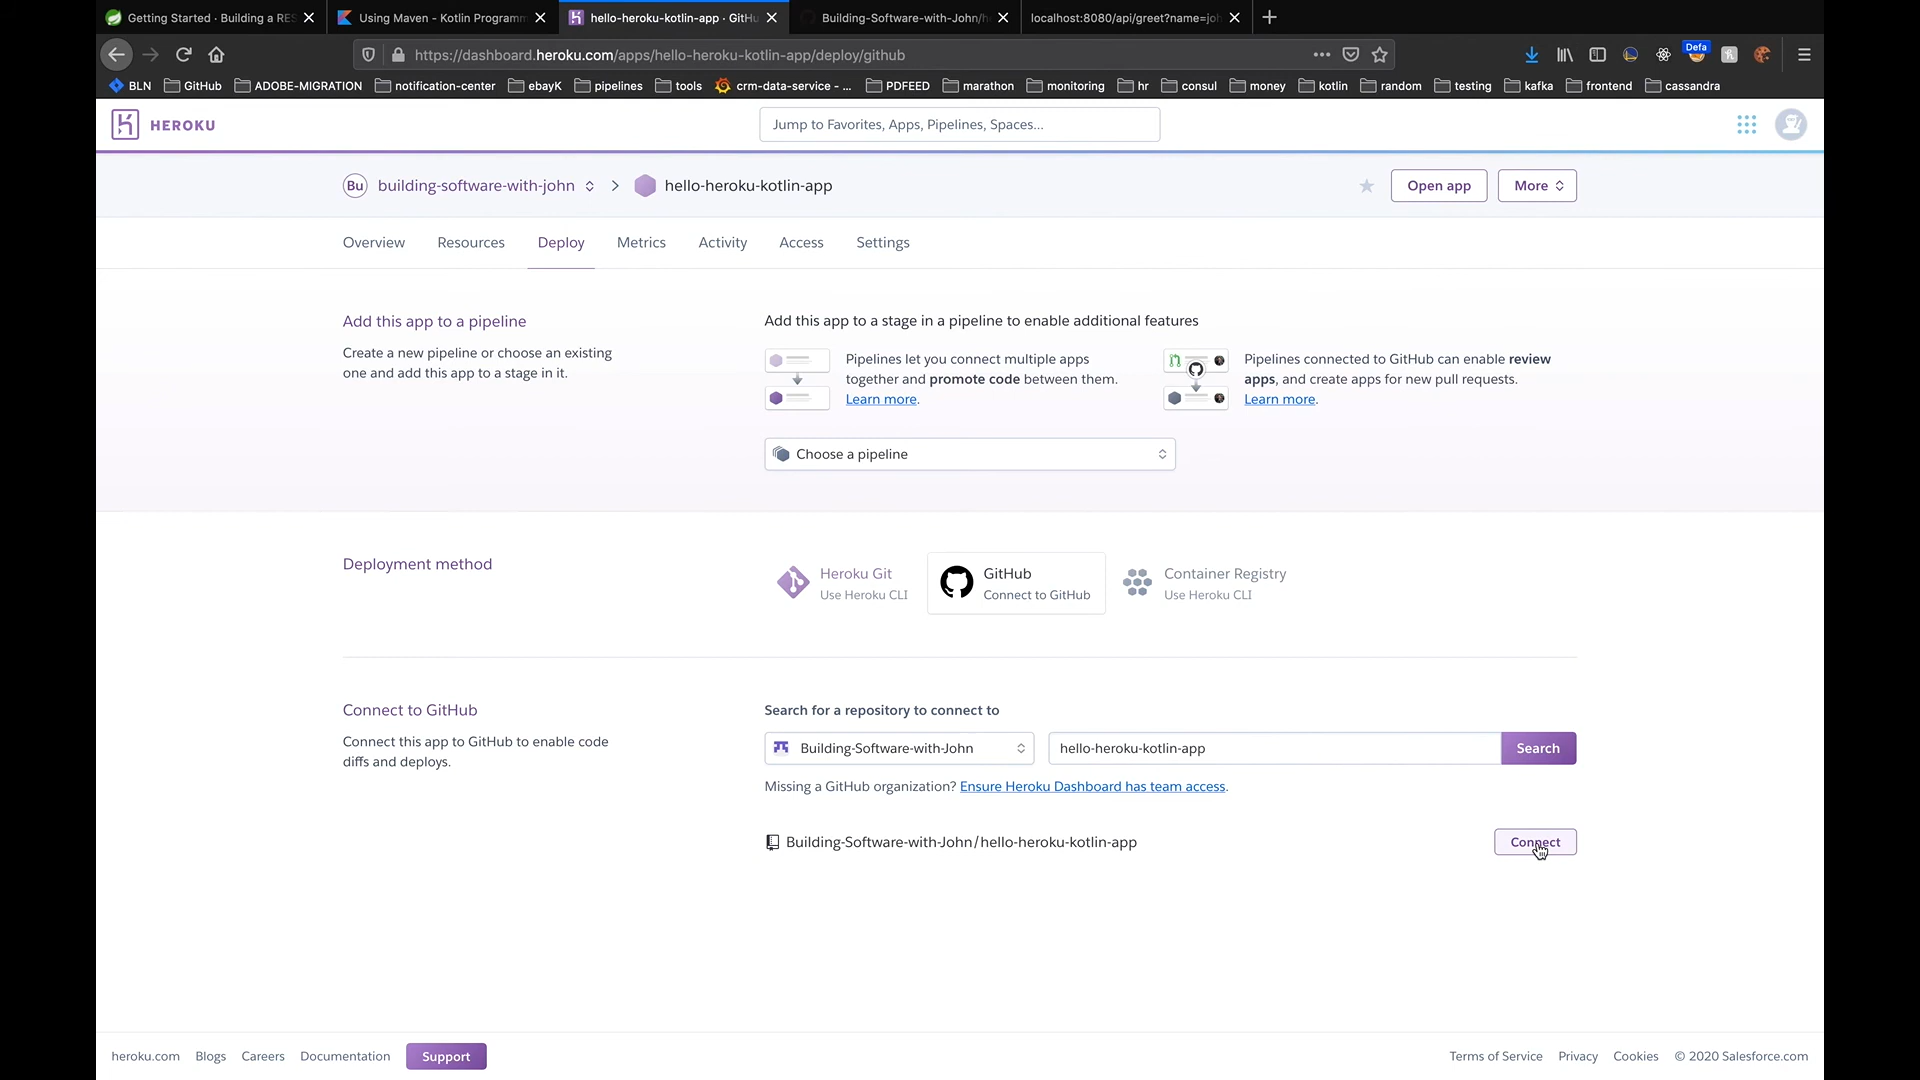 Getting Started · Building a RES
Using Maven - Kotlin Programm
hello-heroku-kotlin-app · GitHu
Building-Software-with-John/h
localhost:8080/api/greet?name=jo
https://dashboard.heroku.com/apps/hello-heroku-kotlin-app/deploy/github
Defa
BLN GitHub ADOBE-MIGRATION notification-center ebayK pipelines tools crm-data-service - ... PDFEED marathon monitoring hr consul money kotlin random testing kafka frontend cassandra
HEROKU
Jump to Favorites, Apps, Pipelines, Spaces...
Bu building-software-with-john > hello-heroku-kotlin-app
Open app
More
Overview Resources Deploy Metrics Activity Access Settings
Add this app to a pipeline
Create a new pipeline or choose an existing
one and add this app to a stage in it.
Add this app to a stage in a pipeline to enable additional features
Pipelines let you connect multiple apps
together and promote code between them.
Learn more.
Pipelines connected to GitHub can enable review
apps, and create apps for new pull requests.
Learn more.
Choose a pipeline
Deployment method
Heroku Git
Use Heroku CLI
GitHub
Connect to GitHub
Container Registry
Use Heroku CLI
Connect to GitHub
Connect this app to GitHub to enable code
diffs and deploys.
Search for a repository to connect to
Building-Software-with-John
hello-heroku-kotlin-app
Search
Missing a GitHub organization? Ensure Heroku Dashboard has team access.
Building-Software-with-John/hello-heroku-kotlin-app
Connect
heroku.com Blogs Careers Documentation Support
Terms of Service Privacy Cookies © 2020 Salesforce.com